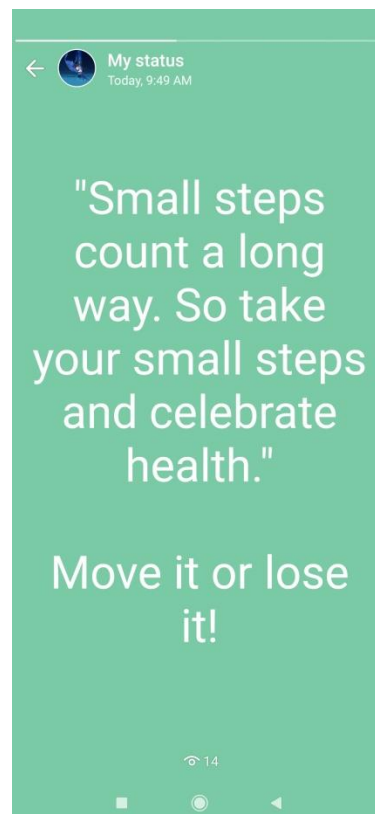 My status
Today, 9:49 AM
"Small steps
count a long
way. So take
your small steps
and celebrate
health."
Move it or lose
it!
14